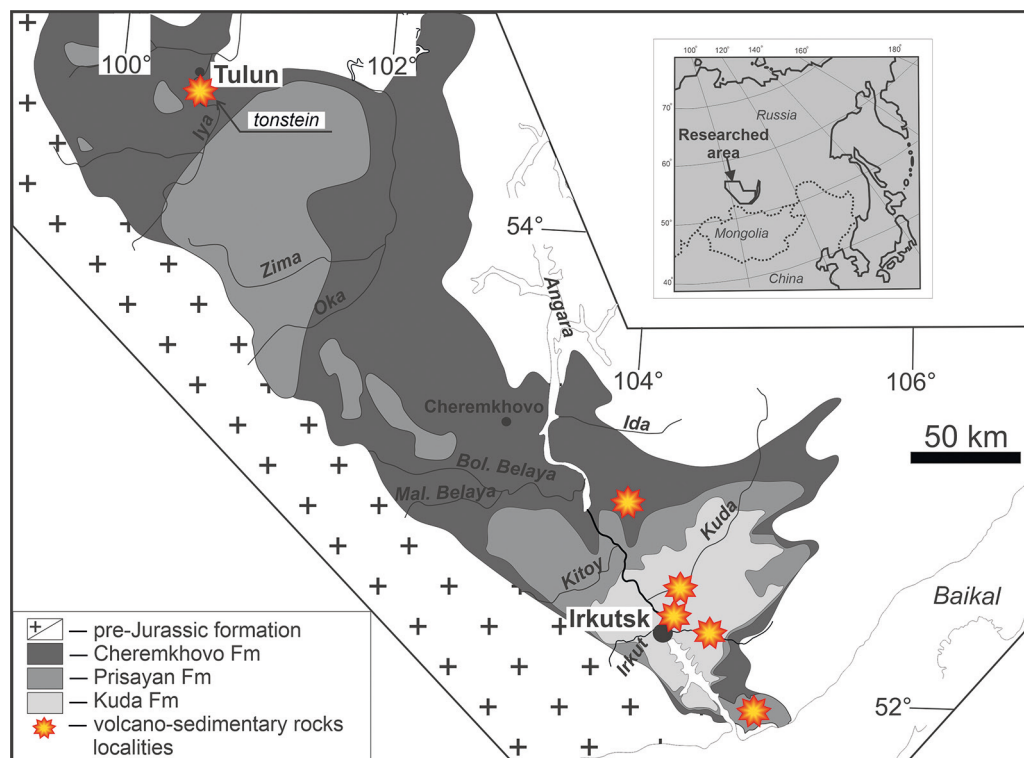 100°
102°
Tulun
tonstein
Iya
Zima
Oka
54°
Angara
Cheremkhovo
Ida
Bol. Belaya
Mal. Belaya
Kuda
Kitoy
Irkutsk
Irkut
104°
106°
50 km
Baikal
52°
100°
120°
140°
160°
180°
70°
60°
50°
40°
Russia
Researched
area
Mongolia
China
— pre-Jurassic formation
— Cheremkhovo Fm
— Prisayan Fm
— Kuda Fm
— volcano-sedimentary rocks
localities